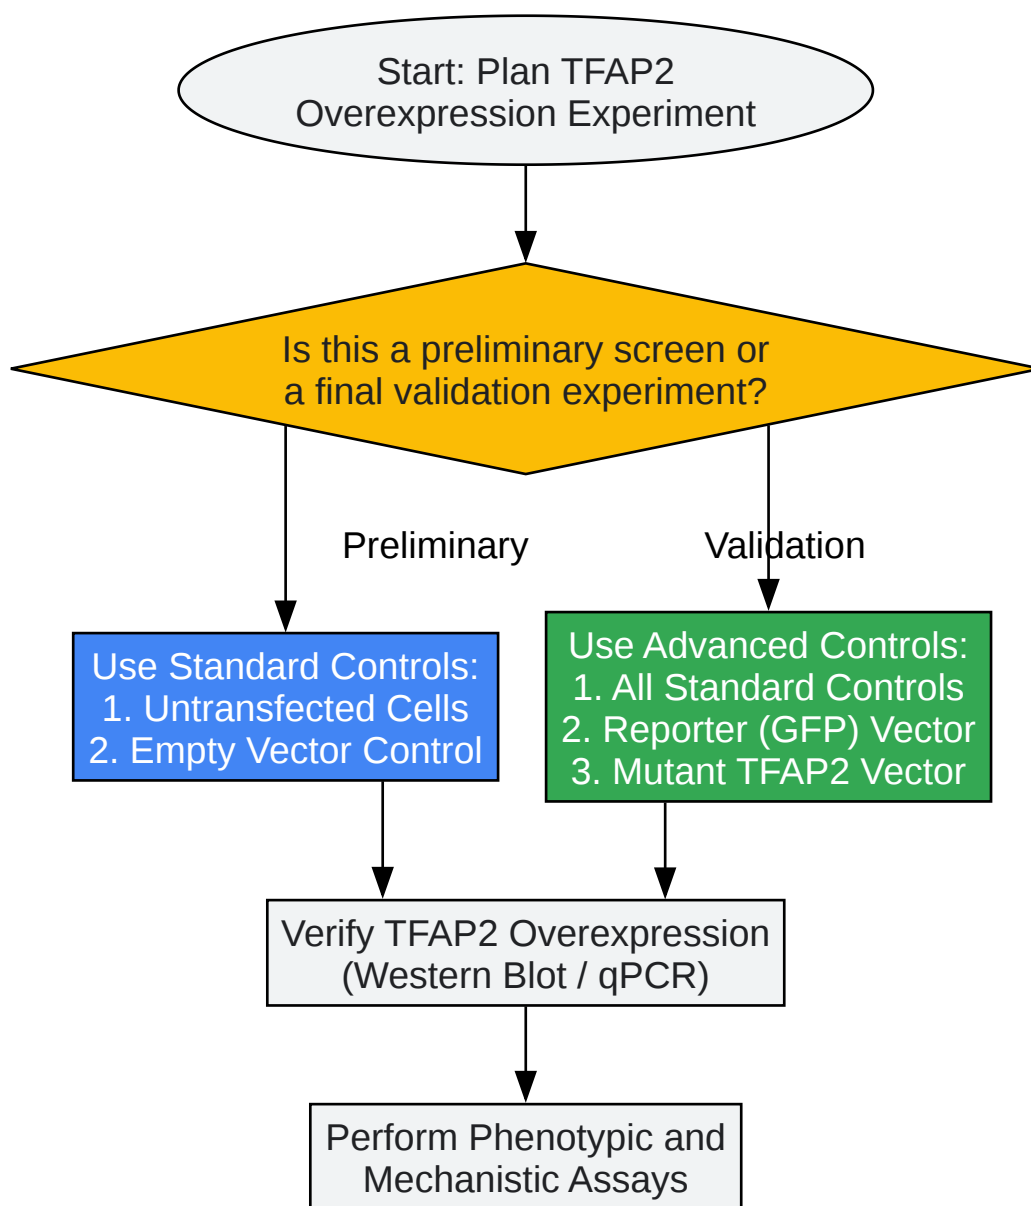 Start: Plan TFAP2
Overexpression Experiment
Is this a preliminary screen or
a final validation experiment?
Preliminary
Validation
Use Standard Controls:
1. Untransfected Cells
2. Empty Vector Control
Use Advanced Controls:
1. All Standard Controls
2. Reporter (GFP) Vector
3. Mutant TFAP2 Vector
Verify TFAP2 Overexpression
(Western Blot / qPCR)
Perform Phenotypic and
Mechanistic Assays